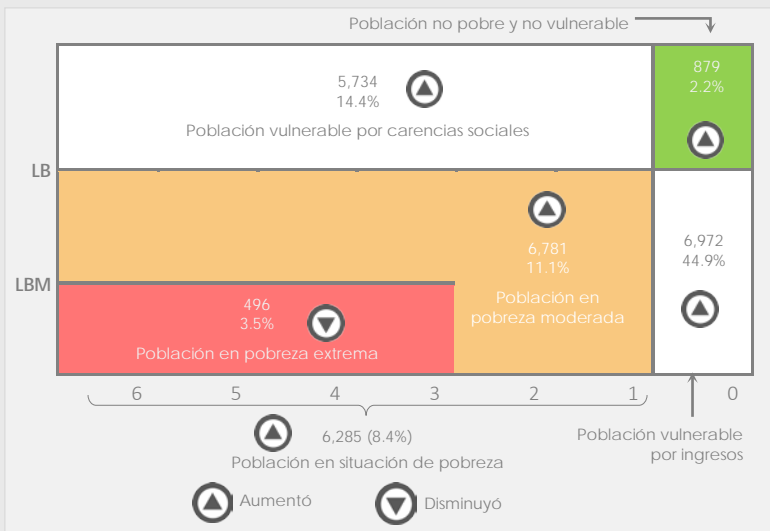 Población no pobre y no vulnerable
879
2.2%
5,734
14.4%
Población vulnerable por carencias sociales
LB
6,781
11.1%
Población en
pobreza moderada
6,972
44.9%
LBM
496
3.5%
Población en pobreza extrema
6 5 4 3 2 1 0
6,285 (8.4%)
Población en situación de pobreza
Población vulnerable
por ingresos
Aumentó
Disminuyó